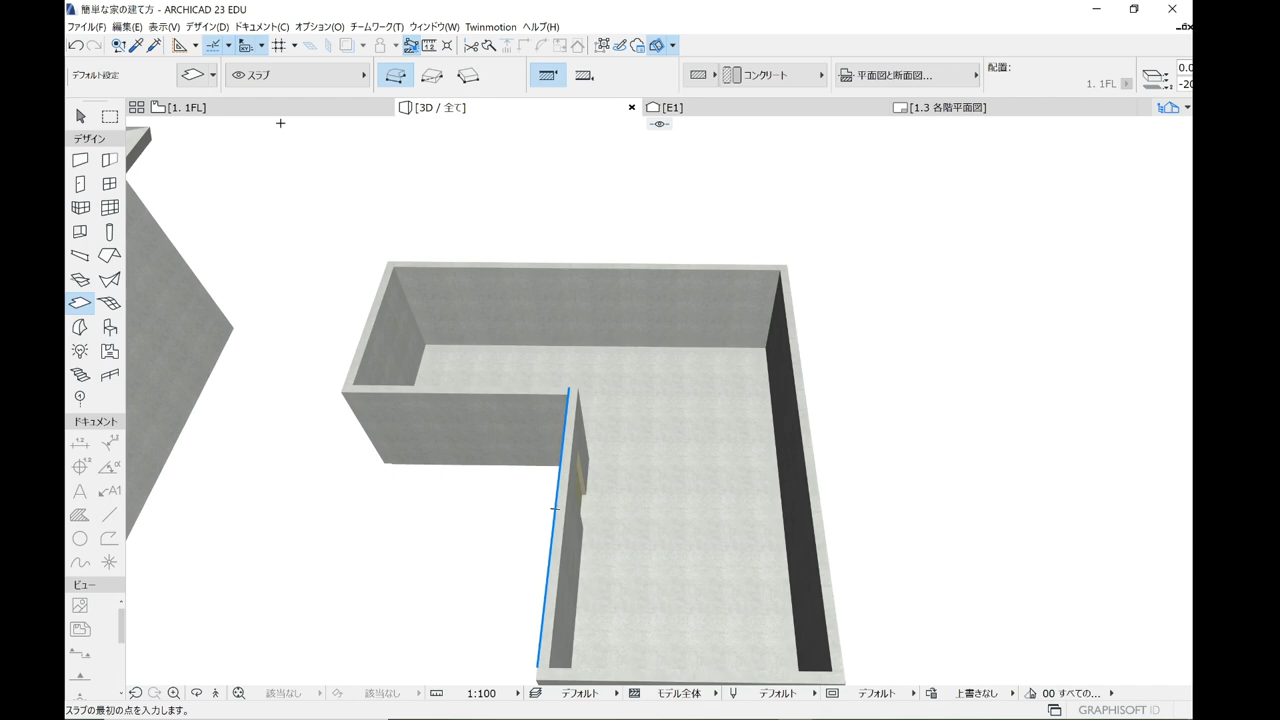 簡単な家の建て方 - ARCHICAD 23 EDU
ファイル(F) 編集(E) 表示(V) デザイン(D) ドキュメント(C) オプション(O) チームワーク(T) ウィンドウ(W) Twinmotion ヘルプ(H)
デフォルト設定 スラブ コンクリート 平面図と断面図... 配置: 1. 1FL 0.0
-20
[1. 1FL] [3D / 全て] [E1] [1.3 各階平面図]
デザイン
ドキュメント
1.2
1.2
A A1
ビュー
該当なし 該当なし 1:100 デフォルト モデル全体 デフォルト デフォルト 上書きなし 00 すべての...
スラブの最初の点を入力します。 GRAPHISOFT ID